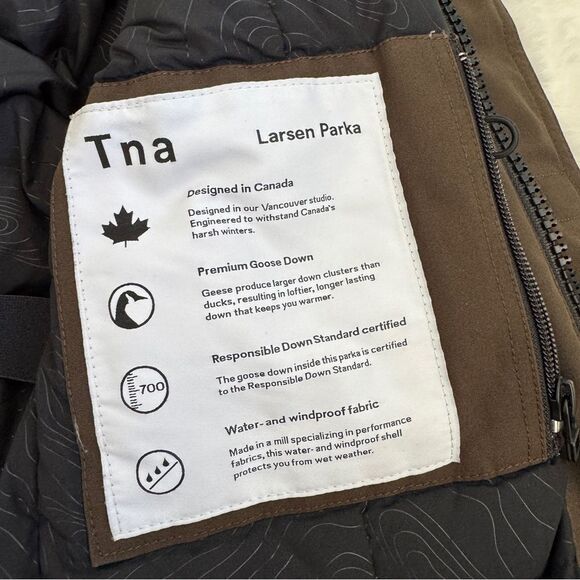 Tna
Larsen Parka
Designed in Canada
Designed in our Vancouver studio.
Engineered to withstand Canada's
harsh winters.
Premium Goose Down
Geese produce larger down clusters than
ducks, resulting in loftier, longer lasting
down that keeps you warmer.
700
Responsible Down Standard certified
The goose down inside this parka is certified
to the Responsible Down Standard.
Water- and windproof fabric
Made in a mill specializing in performance
fabrics, this water- and windproof shell
protects you from wet weather.